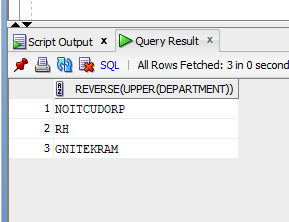 Script Output x Query Result x
SQL | All Rows Fetched: 3 in 0 second
REVERSE(UPPER(DEPARTMENT))
1 NOITCUDORP
2 RH
3 GNITEKRAM